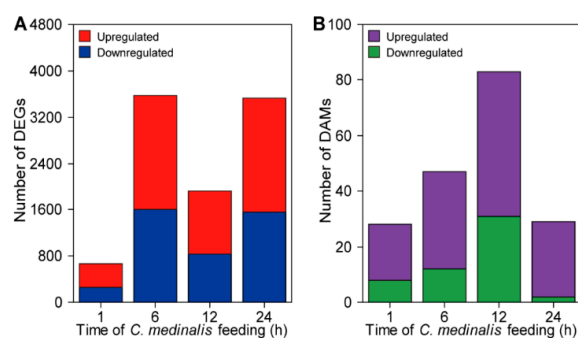 A
4800
4000
3200
2400
1600
800
0
Number of DEGs
Upregulated
Downregulated
1 6 12 24
Time of C. medinalis feeding (h)
B
100
80
60
40
20
0
Number of DAMs
Upregulated
Downregulated
1 6 12 24
Time of C. medinalis feeding (h)